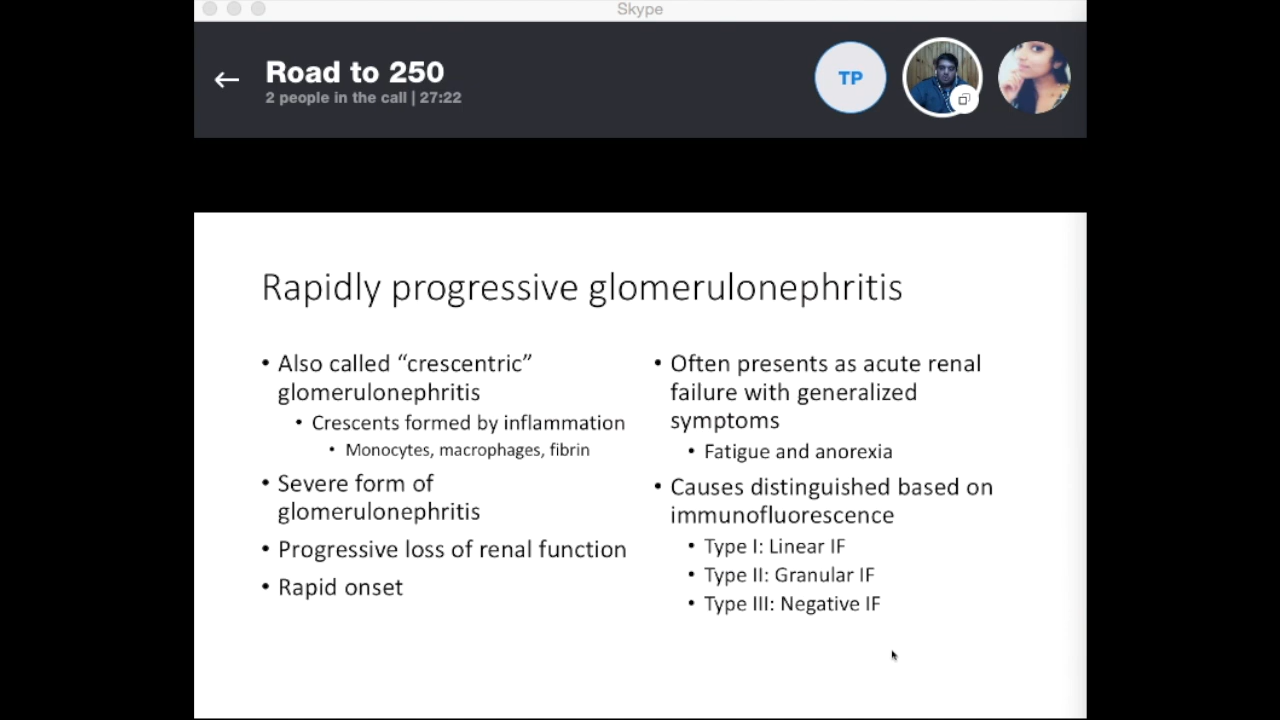 Skype
Road to 250
2 people in the call | 27:22
TP
Rapidly progressive glomerulonephritis
• Also called “crescentric”
glomerulonephritis
• Crescents formed by inflammation
• Monocytes, macrophages, fibrin
• Severe form of
glomerulonephritis
• Progressive loss of renal function
• Rapid onset
• Often presents as acute renal
failure with generalized
symptoms
• Fatigue and anorexia
• Causes distinguished based on
immunofluorescence
• Type I: Linear IF
• Type II: Granular IF
• Type III: Negative IF